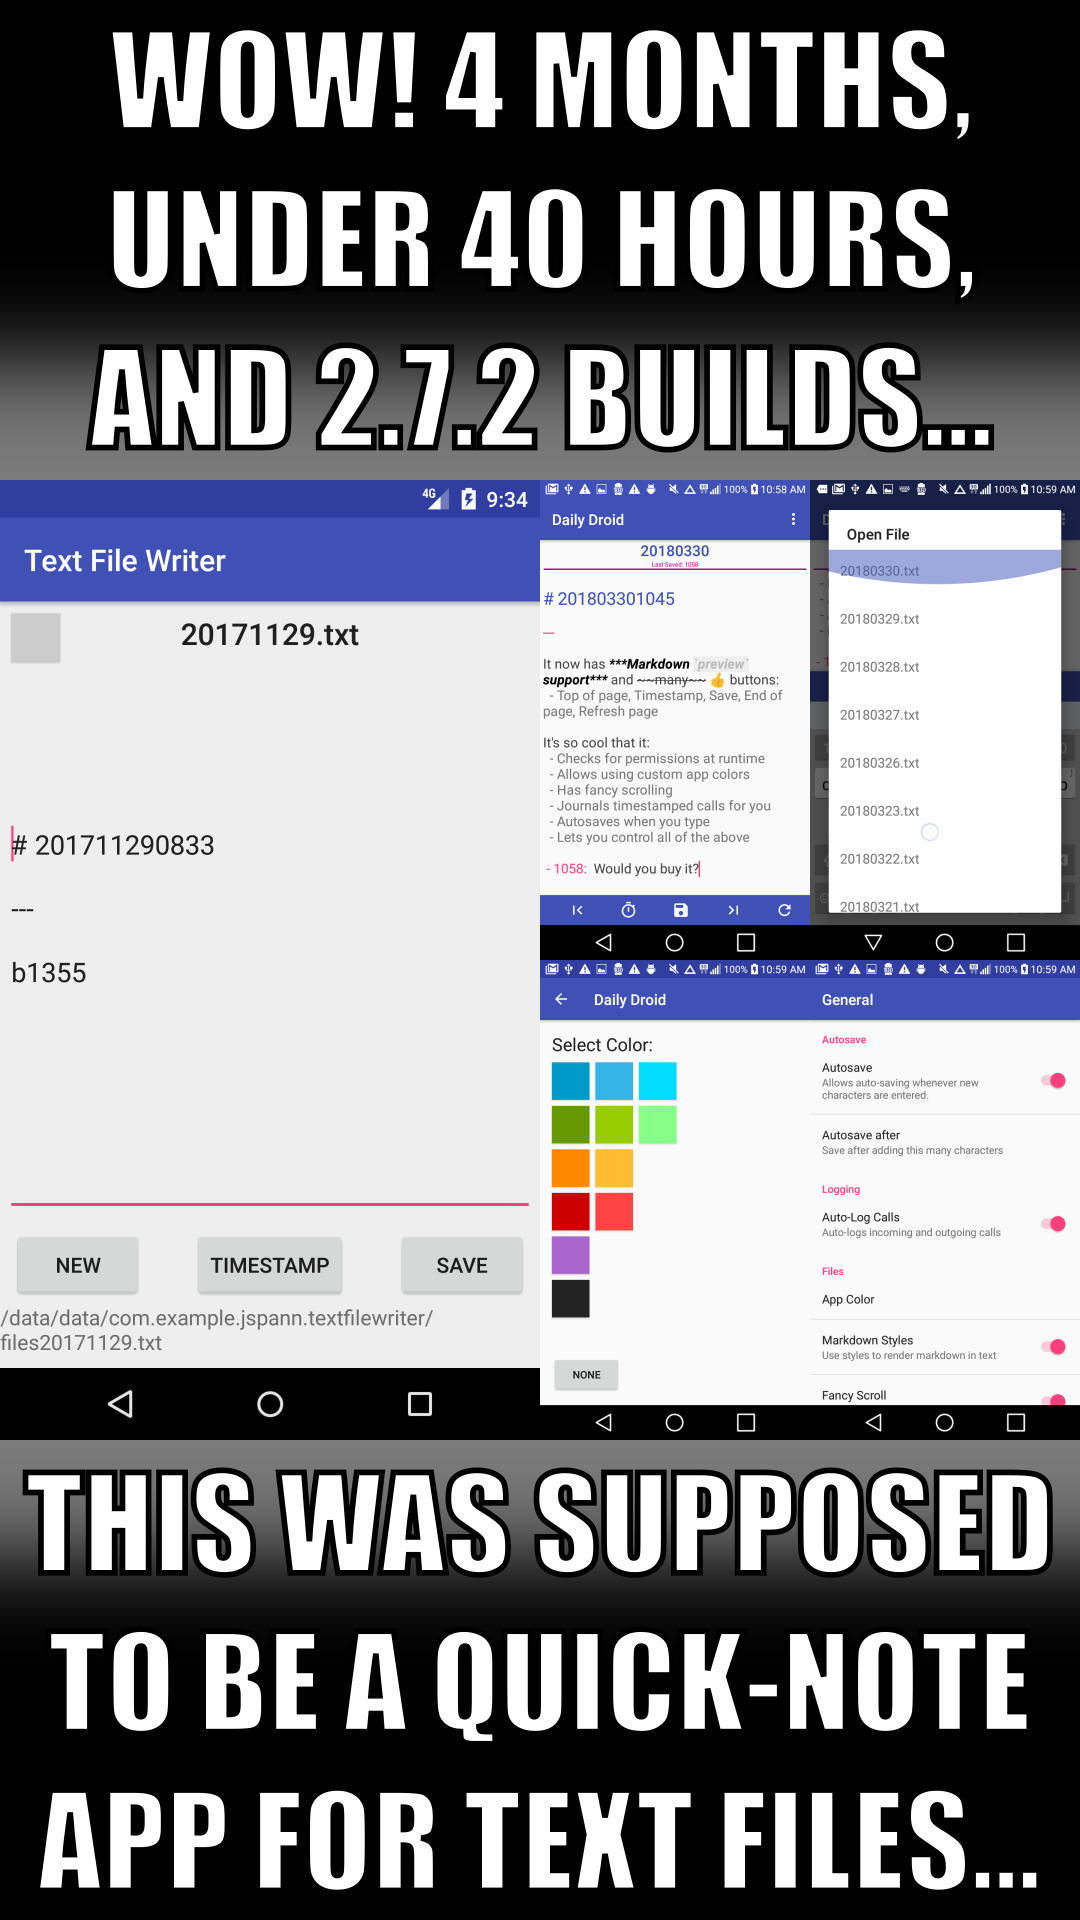 WOW! 4 MONTHS,
UNDER 40 HOURS,
AND 2.7.2 BUILDS...
4G 9:34
Text File Writer
20171129.txt
# 201711290833
---
b1355
NEW TIMESTAMP SAVE
/data/data/com.example.jspann.textfilewriter/
files20171129.txt
100% 10:58 AM
Daily Droid
20180330
Last Saved: 1058
# 201803301045
---
It now has ***Markdown `preview`
support*** and ~~many~~ 👍 buttons:
- Top of page, Timestamp, Save, End of
page, Refresh page
It's so cool that it:
- Checks for permissions at runtime
- Allows using custom app colors
- Has fancy scrolling
- Journals timestamped calls for you
- Autosaves when you type
- Lets you control all of the above
- 1058: Would you buy it?
100% 10:59 AM
Open File
20180330.txt
20180329.txt
20180328.txt
20180327.txt
20180326.txt
20180323.txt
20180322.txt
20180321.txt
100% 10:59 AM
Daily Droid
Select Color:
NONE
100% 10:59 AM
General
Autosave
Autosave
Allows auto-saving whenever new
characters are entered.
Autosave after
Save after adding this many characters
Logging
Auto-Log Calls
Auto-logs incoming and outgoing calls
Files
App Color
Markdown Styles
Use styles to render markdown in text
Fancy Scroll
THIS WAS SUPPOSED
TO BE A QUICK-NOTE
APP FOR TEXT FILES...